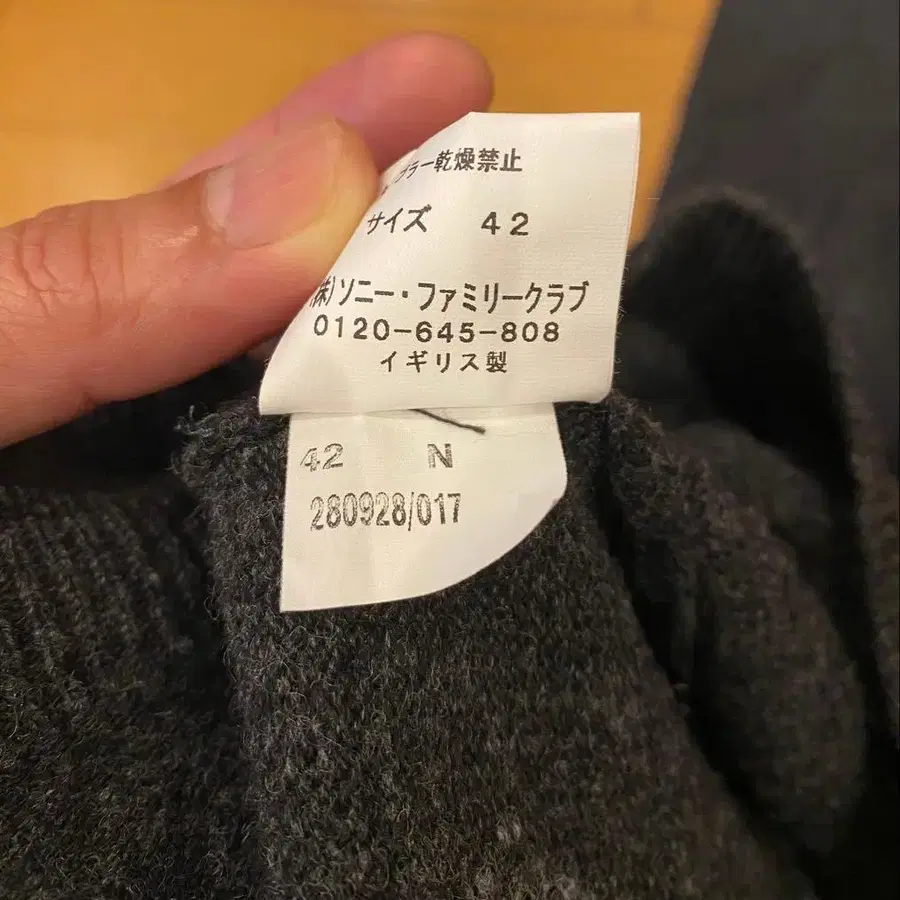 ブラー乾燥禁止
サイズ 42
(株)ソニー・ファミリークラブ
0120-645-808
イギリス製
42 N
280928/017